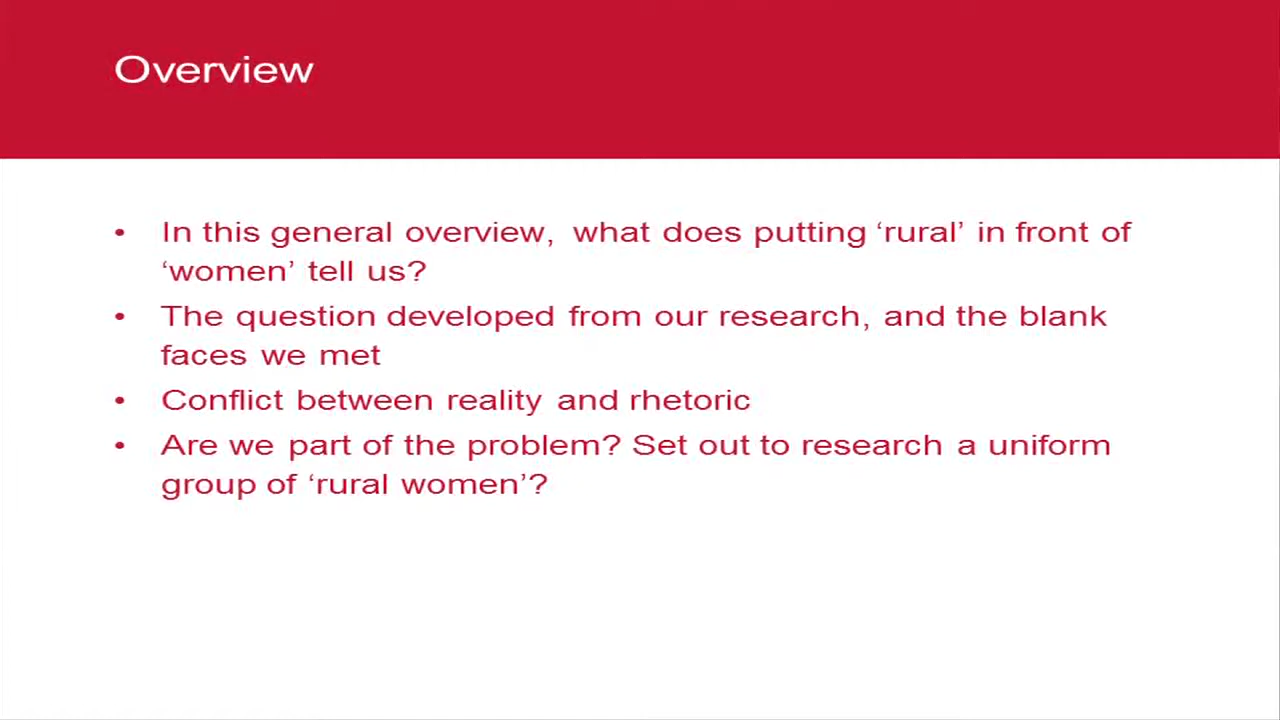 Overview
• In this general overview, what does putting ‘rural’ in front of
‘women’ tell us?
• The question developed from our research, and the blank
faces we met
• Conflict between reality and rhetoric
• Are we part of the problem? Set out to research a uniform
group of ‘rural women’?